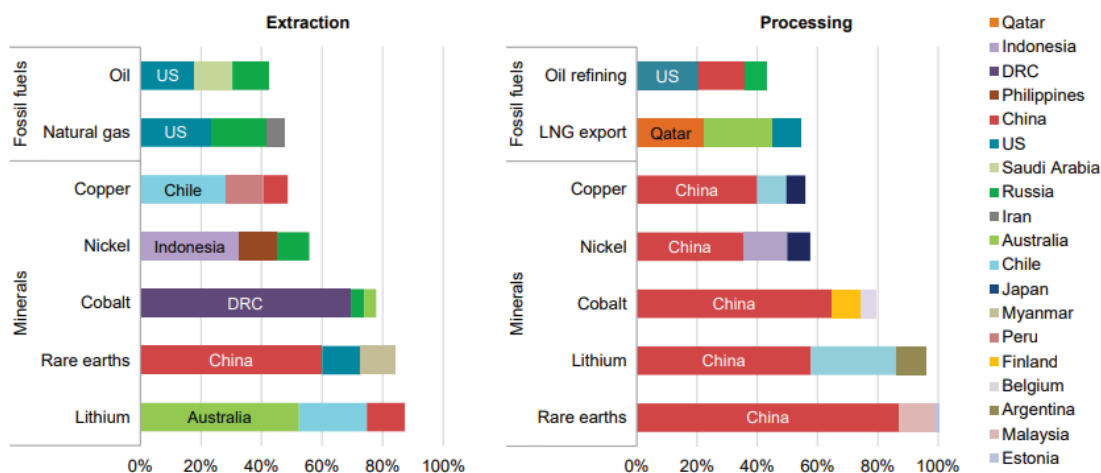 Extraction
Fossil fuels
Oil
US
Natural gas
US
Minerals
Copper
Chile
Nickel
Indonesia
Cobalt
DRC
Rare earths
China
Lithium
Australia
0% 20% 40% 60% 80% 100%
Processing
Fossil fuels
Oil refining
US
LNG export
Qatar
Minerals
Copper
China
Nickel
China
Cobalt
China
Lithium
China
Rare earths
China
0% 20% 40% 60% 80% 100%
Qatar
Indonesia
DRC
Philippines
China
US
Saudi Arabia
Russia
Iran
Australia
Chile
Japan
Myanmar
Peru
Finland
Belgium
Argentina
Malaysia
Estonia